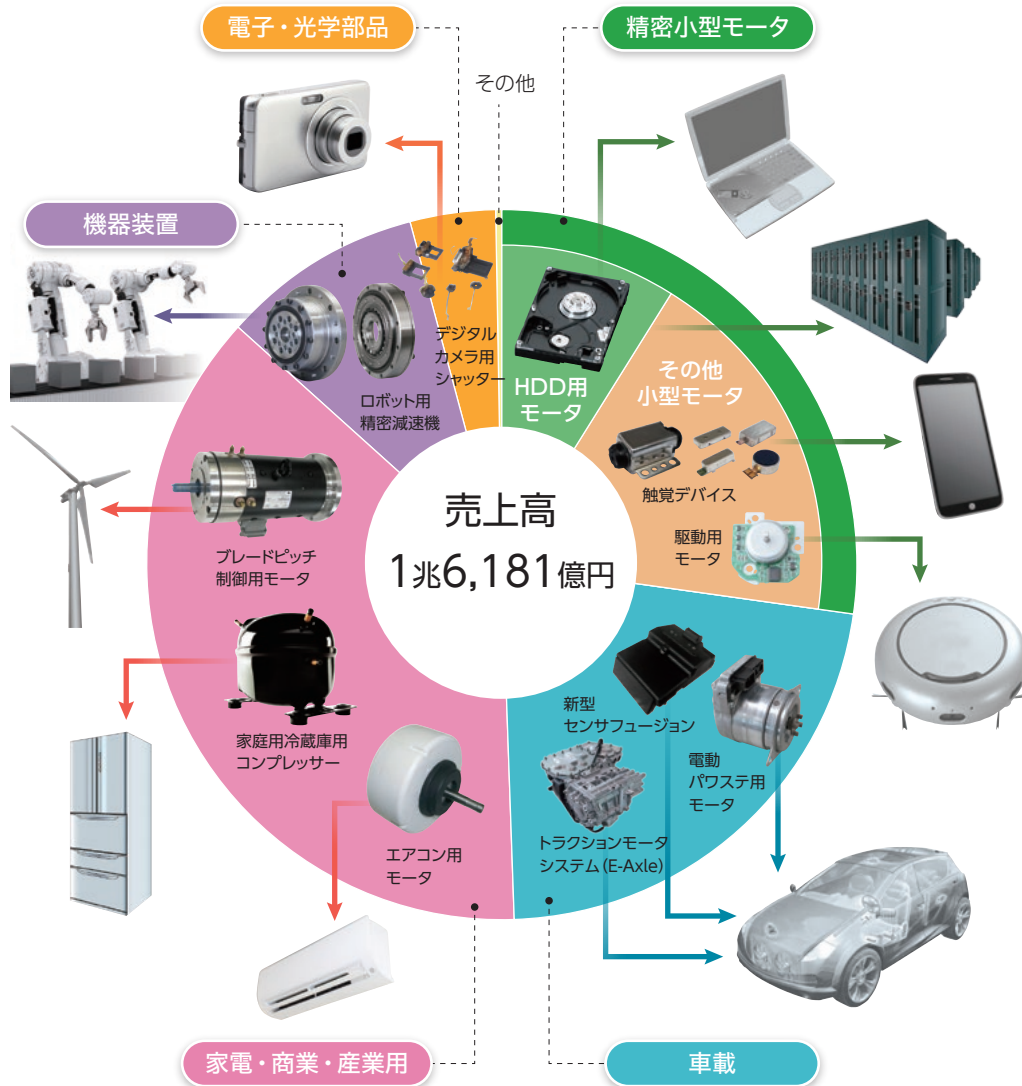 電子・光学部品
精密小型モータ
その他
機器装置
デジタル
カメラ用
シャッター
HDD用
モータ
ロボット用
精密減速機
その他
小型モータ
触覚デバイス
駆動用
モータ
売上高
1兆6,181億円
ブレードピッチ
制御用モータ
家庭用冷蔵庫用
コンプレッサー
新型
センサフュージョン
電動
パワステ用
モータ
エアコン用
モータ
トラクションモータ
システム(E-Axle)
家電・商業・産業用
車載